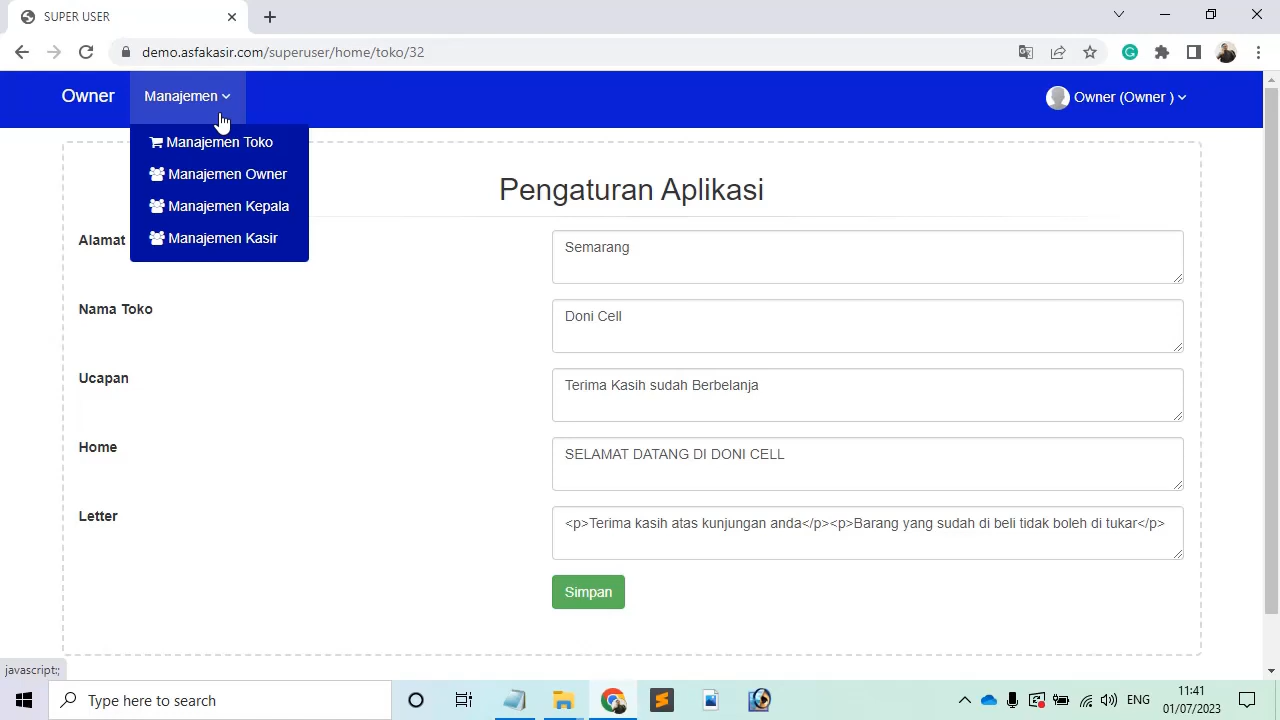 SUPER USER
demo.asfakasir.com/superuser/home/toko/32
Owner
Manajemen
Owner (Owner )
Manajemen Toko
Manajemen Owner
Manajemen Kepala
Manajemen Kasir
Pengaturan Aplikasi
Alamat
Semarang
Nama Toko
Doni Cell
Ucapan
Terima Kasih sudah Berbelanja
Home
SELAMAT DATANG DI DONI CELL
Letter
<p>Terima kasih atas kunjungan anda</p><p>Barang yang sudah di beli tidak boleh di tukar</p>
Simpan
javascript:;
Type here to search
ENG
11:41
01/07/2023